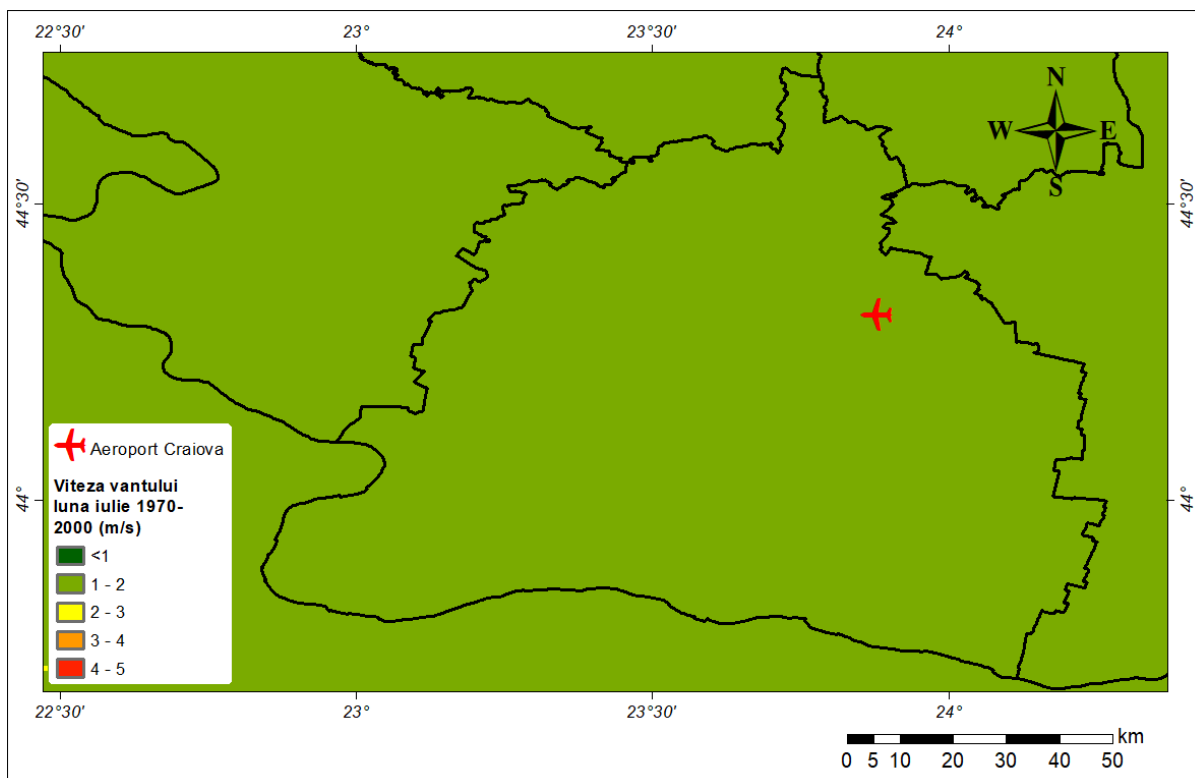 22°30'
23°
23°30'
24°
N
W
E
S
44°30'
44°30'
Aeroport Craiova
Viteza vantului
luna iulie 1970-
2000 (m/s)
<1
1 - 2
2 - 3
3 - 4
4 - 5
44°
44°
22°30'
23°
23°30'
24°
km
0 5 10 20 30 40 50